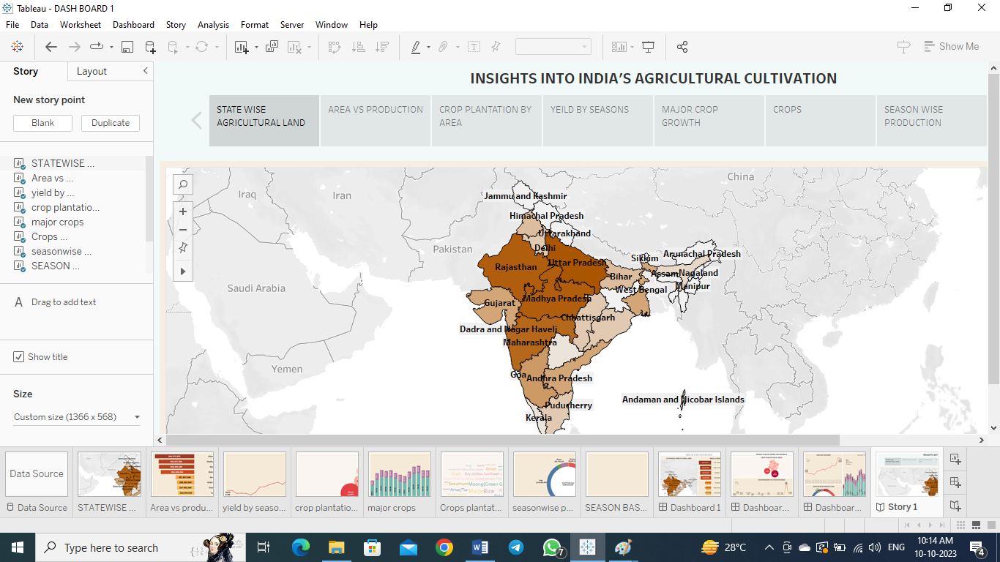 Tableau - DASH BOARD 1
File Data Worksheet Dashboard Story Analysis Format Server Window Help
Show Me
Story Layout
New story point
Blank Duplicate
STATEWISE ...
Area vs ...
yield by ...
crop plantatio...
major crops
Crops ...
seasonwise ...
SEASON ...
A Drag to add text
Show title
Size
Custom size (1366 x 568)
INSIGHTS INTO INDIA'S AGRICULTURAL CULTIVATION
STATE WISE
AGRICULTURAL LAND
AREA VS PRODUCTION
CROP PLANTATION BY
AREA
YEILD BY SEASONS
MAJOR CROP
GROWTH
CROPS
SEASON WISE
PRODUCTION
China
Iraq
Iran
Jammu and Kashmir
Himachal Pradesh
Uttarakhand
Pakistan
Delhi
Sikkim
Arunachal Pradesh
Rajasthan
Uttar Pradesh
Bihar
Assam
Nagaland
Saudi Arabia
West Bengal
Manipur
Gujarat
Madhya Pradesh
Chhattisgarh
Dadra and Nagar Haveli
Maharashtra
Yemen
Goa
Andhra Pradesh
Andaman and Nicobar Islands
Puducherry
Kerala
Data Source
Data Source
STATEWISE ...
Area vs produ...
yield by seaso...
crop plantatio...
major crops
Crops plantat...
seasonwise p...
SEASON BAS...
Dashboard 1
Dashboar...
Dashboar...
Story 1
Type here to search
7
28°C
ENG
10:14 AM
10-10-2023
4